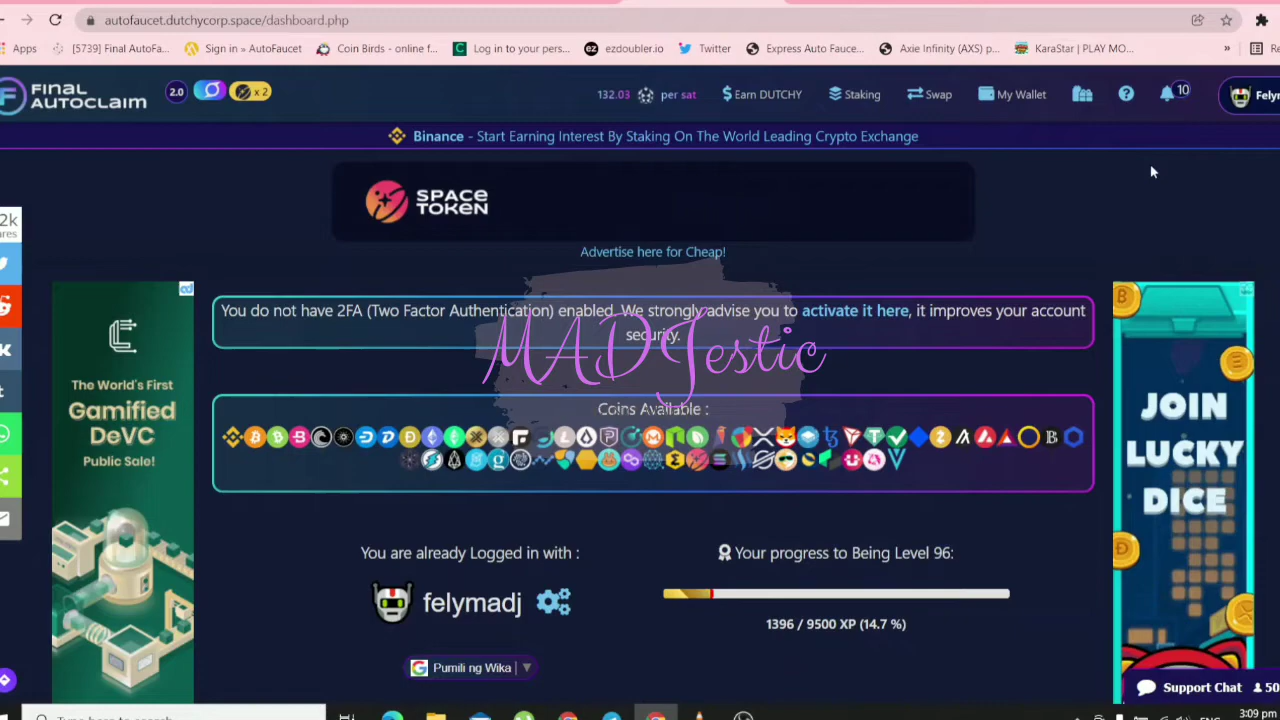 autofaucet.dutchycorp.space/dashboard.php
Apps
[5739] Final AutoFa...
Sign in » AutoFaucet
Coin Birds - online f...
Log in to your pers...
ez ezdoubler.io
Twitter
Express Auto Fauce...
Axie Infinity (AXS) p...
KaraStar | PLAY MO...
»
FINAL
AUTOCLAIM
2.0
x 2
132.03 per sat
$ Earn DUTCHY
Staking
Swap
My Wallet
10
Binance - Start Earning Interest By Staking On The World Leading Crypto Exchange
SPACE
TOKEN
Advertise here for Cheap!
You do not have 2FA (Two Factor Authentication) enabled. We strongly advise you to activate it here, it improves your account
security.
MADJestic
Coins Available :
The World's First
Gamified
DeVC
Public Sale!
JOIN
LUCKY
DICE
You are already Logged in with :
felymadj
Pumili ng Wika
Your progress to Being Level 96:
1396 / 9500 XP (14.7 %)
Support Chat
50
3:09 pm